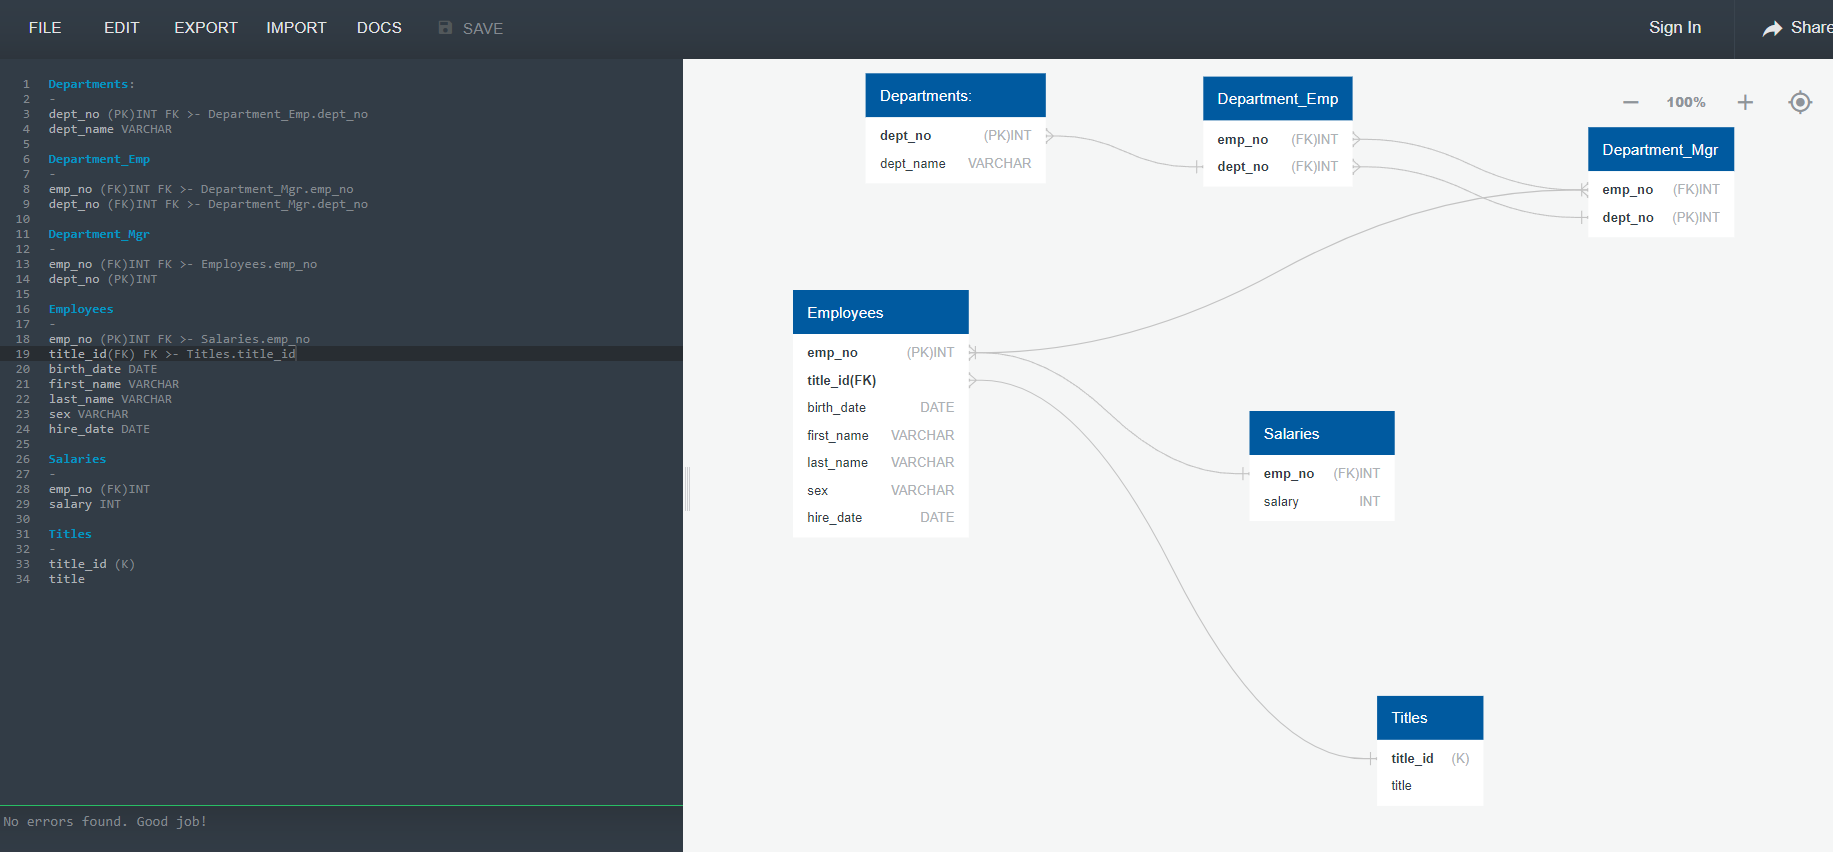 FILE EDIT EXPORT IMPORT DOCS SAVE Sign In Share
1 Departments:
2 -
3 dept_no (PK)INT FK >- Department_Emp.dept_no
4 dept_name VARCHAR
5
6 Department_Emp
7 -
8 emp_no (FK)INT FK >- Department_Mgr.emp_no
9 dept_no (FK)INT FK >- Department_Mgr.dept_no
10
11 Department_Mgr
12 -
13 emp_no (FK)INT FK >- Employees.emp_no
14 dept_no (PK)INT
15
16 Employees
17 -
18 emp_no (PK)INT FK >- Salaries.emp_no
19 title_id(FK) FK >- Titles.title_id
20 birth_date DATE
21 first_name VARCHAR
22 last_name VARCHAR
23 sex VARCHAR
24 hire_date DATE
25
26 Salaries
27 -
28 emp_no (FK)INT
29 salary INT
30
31 Titles
32 -
33 title_id (K)
34 title
No errors found. Good job!
Departments:
dept_no (PK)INT
dept_name VARCHAR
Department_Emp
emp_no (FK)INT
dept_no (FK)INT
100%
Department_Mgr
emp_no (FK)INT
dept_no (PK)INT
Employees
emp_no (PK)INT
title_id(FK)
birth_date DATE
first_name VARCHAR
last_name VARCHAR
sex VARCHAR
hire_date DATE
Salaries
emp_no (FK)INT
salary INT
Titles
title_id (K)
title